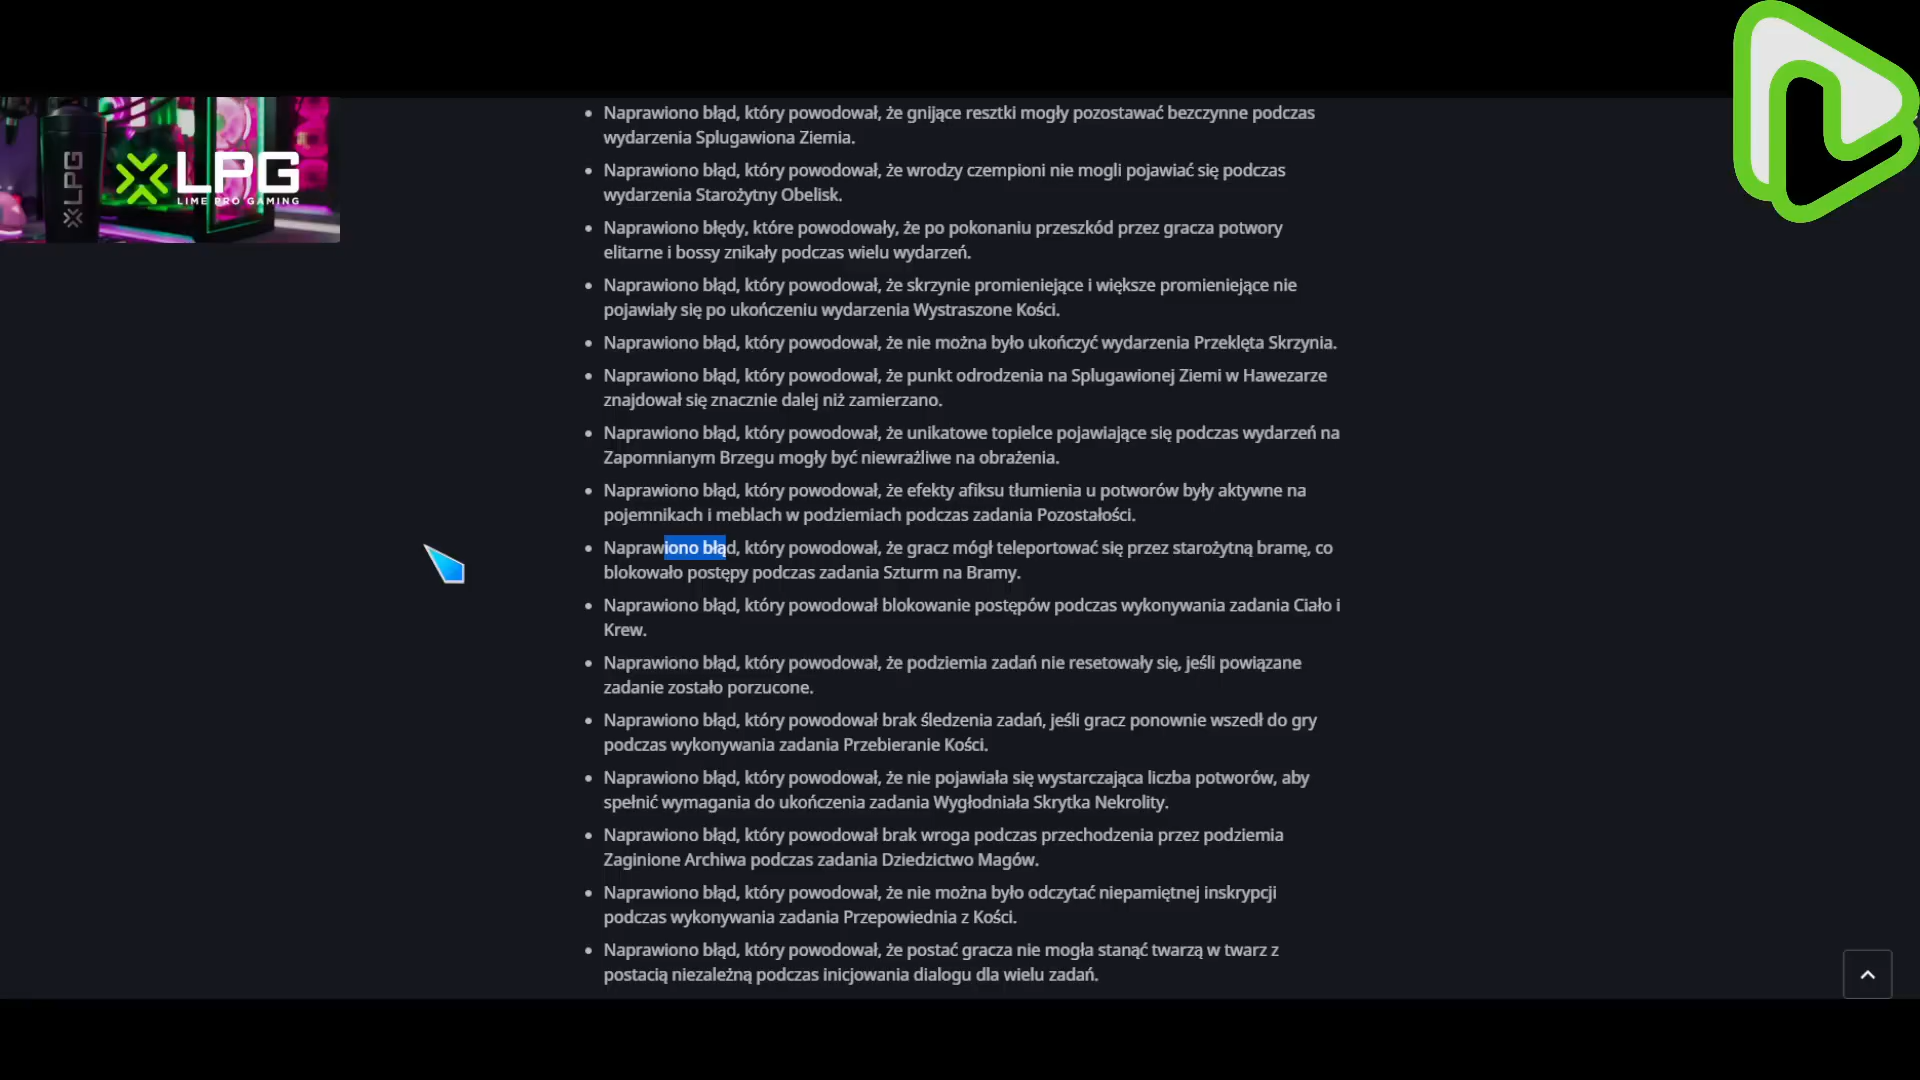 LPG
LPG
LIME PRO GAMING
Naprawiono błąd, który powodował, że gnijące resztki mogły pozostawać bezczynne podczas
wydarzenia Splugawiona Ziemia.
Naprawiono błąd, który powodował, że wrodzy czempioni nie mogli pojawiać się podczas
wydarzenia Starożytny Obelisk.
Naprawiono błędy, które powodowały, że po pokonaniu przeszkód przez gracza potwory
elitarne i bossy znikały podczas wielu wydarzeń.
Naprawiono błąd, który powodował, że skrzynie promieniejące i większe promieniejące nie
pojawiały się po ukończeniu wydarzenia Wystraszone Kości.
Naprawiono błąd, który powodował, że nie można było ukończyć wydarzenia Przeklęta Skrzynia.
Naprawiono błąd, który powodował, że punkt odrodzenia na Splugawionej Ziemi w Hawezarze
znajdował się znacznie dalej niż zamierzano.
Naprawiono błąd, który powodował, że unikatowe topielce pojawiające się podczas wydarzeń na
Zapomnianym Brzegu mogły być niewrażliwe na obrażenia.
Naprawiono błąd, który powodował, że efekty afiksu tłumienia u potworów były aktywne na
pojemnikach i meblach w podziemiach podczas zadania Pozostałości.
Naprawiono błąd, który powodował, że gracz mógł teleportować się przez starożytną bramę, co
blokowało postępy podczas zadania Szturm na Bramy.
Naprawiono błąd, który powodował blokowanie postępów podczas wykonywania zadania Ciało i
Krew.
Naprawiono błąd, który powodował, że podziemia zadań nie resetowały się, jeśli powiązane
zadanie zostało porzucone.
Naprawiono błąd, który powodował brak śledzenia zadań, jeśli gracz ponownie wszedł do gry
podczas wykonywania zadania Przebieranie Kości.
Naprawiono błąd, który powodował, że nie pojawiała się wystarczająca liczba potworów, aby
spełnić wymagania do ukończenia zadania Wygłodniała Skrytka Nekrolity.
Naprawiono błąd, który powodował brak wroga podczas przechodzenia przez podziemia
Zaginione Archiwa podczas zadania Dziedzictwo Magów.
Naprawiono błąd, który powodował, że nie można było odczytać niepamiętnej inskrypcji
podczas wykonywania zadania Przepowiednia z Kości.
Naprawiono błąd, który powodował, że postać gracza nie mogła stanąć twarzą w twarz z
postacią niezależną podczas inicjowania dialogu dla wielu zadań.